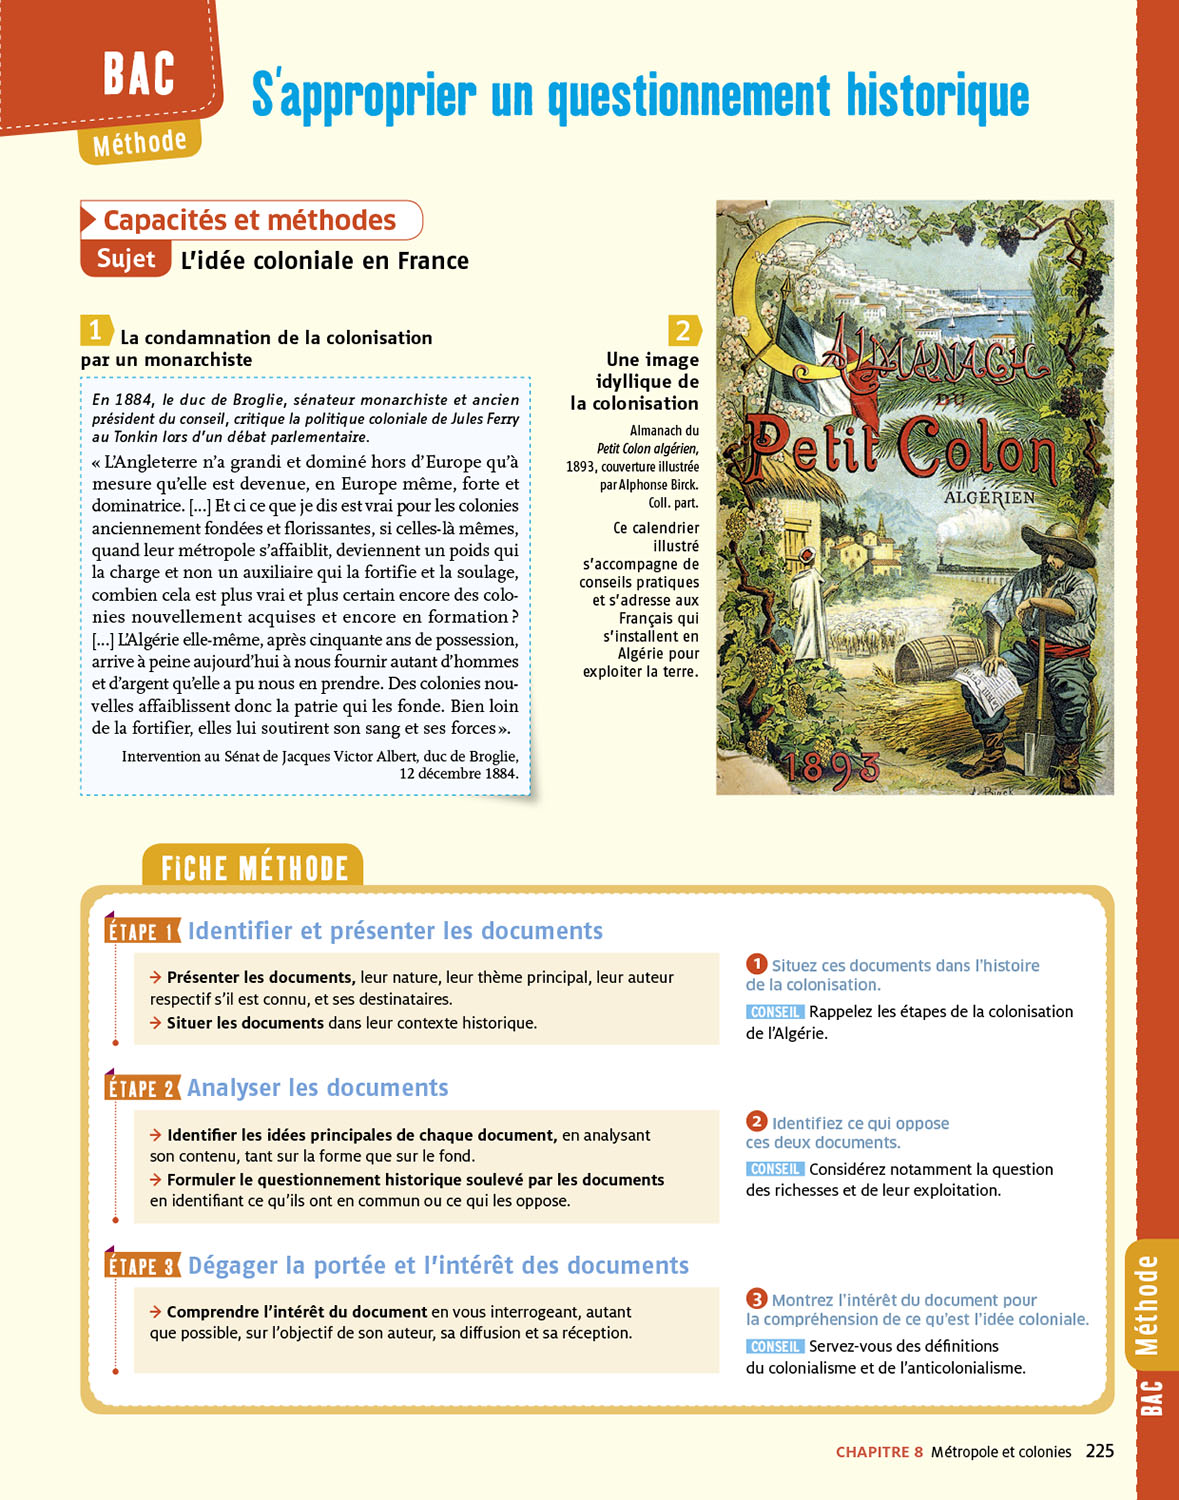 BAC
Méthode
S'approprier un questionnement historique
Capacités et méthodes
Sujet L'idée coloniale en France
1 La condamnation de la colonisation
par un monarchiste
En 1884, le duc de Broglie, sénateur monarchiste et ancien
président du conseil, critique la politique coloniale de Jules Ferry
au Tonkin lors d'un débat parlementaire.
« L'Angleterre n'a grandi et dominé hors d'Europe qu'à
mesure qu'elle est devenue, en Europe même, forte et
dominatrice. [...] Et ci ce que je dis est vrai pour les colonies
anciennement fondées et florissantes, si celles-là mêmes,
quand leur métropole s'affaiblit, deviennent un poids qui
la charge et non un auxiliaire qui la fortifie et la soulage,
combien cela est plus vrai et plus certain encore des colo-
nies nouvellement acquises et encore en formation ?
[...] L'Algérie elle-même, après cinquante ans de possession,
arrive à peine aujourd'hui à nous fournir autant d'hommes
et d'argent qu'elle a pu nous en prendre. Des colonies nou-
velles affaiblissent donc la patrie qui les fonde. Bien loin
de la fortifier, elles lui soutirent son sang et ses forces ».
Intervention au Sénat de Jacques Victor Albert, duc de Broglie,
12 décembre 1884.
2
Une image
idyllique de
la colonisation
Almanach du
Petit Colon algérien,
1893, couverture illustrée
par Alphonse Birck.
Coll. part.
Ce calendrier
illustré
s'accompagne de
conseils pratiques
et s'adresse aux
Français qui
s'installent en
Algérie pour
exploiter la terre.
ALMANACH
DU
Petit Colon
ALGÉRIEN
1893
A. Birck
FICHE MÉTHODE
ÉTAPE 1 Identifier et présenter les documents
→ Présenter les documents, leur nature, leur thème principal, leur auteur
respectif s'il est connu, et ses destinataires.
→ Situer les documents dans leur contexte historique.
1 Situez ces documents dans l'histoire
de la colonisation.
CONSEIL Rappelez les étapes de la colonisation
de l'Algérie.
ÉTAPE 2 Analyser les documents
→ Identifier les idées principales de chaque document, en analysant
son contenu, tant sur la forme que sur le fond.
→ Formuler le questionnement historique soulevé par les documents
en identifiant ce qu'ils ont en commun ou ce qui les oppose.
2 Identifiez ce qui oppose
ces deux documents.
CONSEIL Considérez notamment la question
des richesses et de leur exploitation.
ÉTAPE 3 Dégager la portée et l'intérêt des documents
→ Comprendre l'intérêt du document en vous interrogeant, autant
que possible, sur l'objectif de son auteur, sa diffusion et sa réception.
3 Montrez l'intérêt du document pour
la compréhension de ce qu'est l'idée coloniale.
CONSEIL Servez-vous des définitions
du colonialisme et de l'anticolonialisme.
BAC Méthode
CHAPITRE 8 Métropole et colonies 225